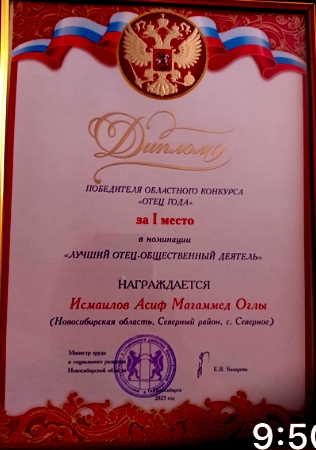 Диплом
ПОБЕДИТЕЛЯ ОБЛАСТНОГО КОНКУРСА
«ОТЕЦ ГОДА»
за I место
в номинации
«ЛУЧШИЙ ОТЕЦ-ОБЩЕСТВЕННЫЙ ДЕЯТЕЛЬ»
НАГРАЖДАЕТСЯ
Исмаилов Асиф Магаммед Оглы
(Новосибирская область, Северный район, с. Северное)
Министр труда
и социального развития
Новосибирской области
Е.В. Бахарева
г. Новосибирск
2023 год
9:50